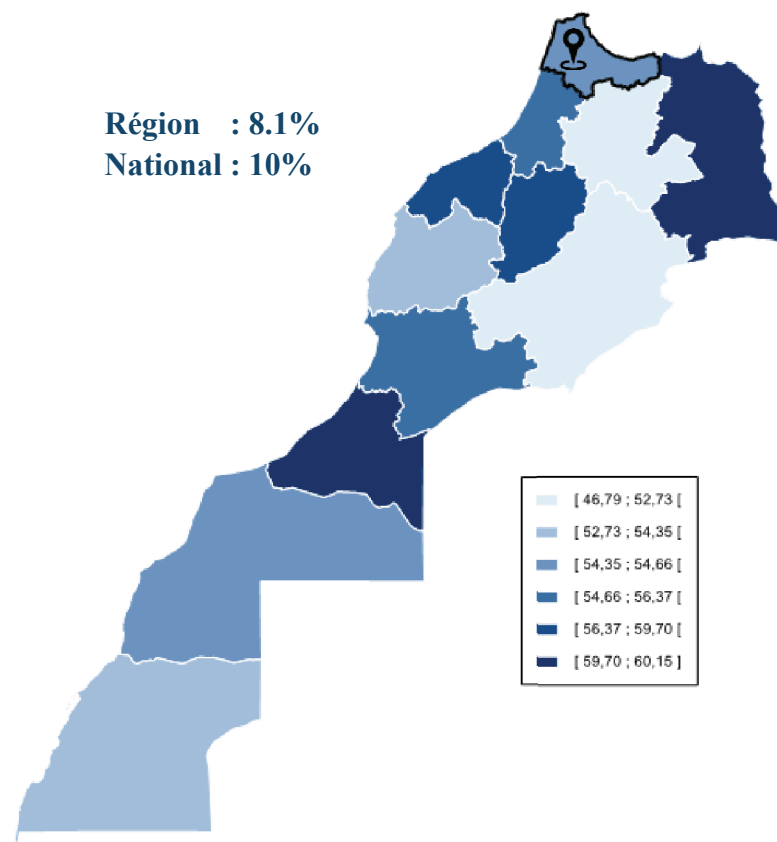 Région : 8.1%
National : 10%
[ 46,79 ; 52,73 [
[ 52,73 ; 54,35 [
[ 54,35 ; 54,66 [
[ 54,66 ; 56,37 [
[ 56,37 ; 59,70 [
[ 59,70 ; 60,15 ]